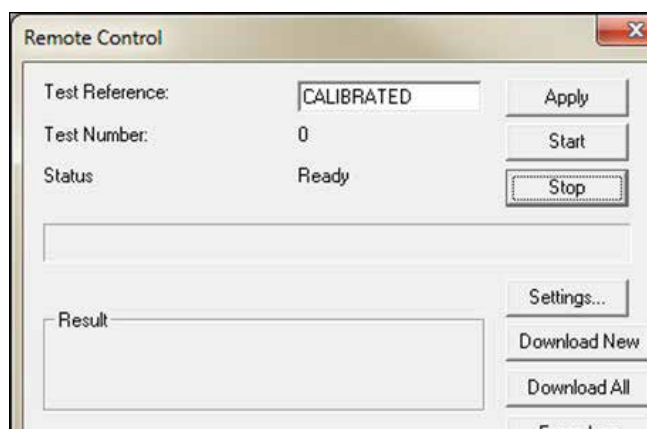 Remote Control
Test Reference: CALIBRATED Apply
Test Number: 0 Start
Status Ready Stop
Settings...
Result
Download New
Download All